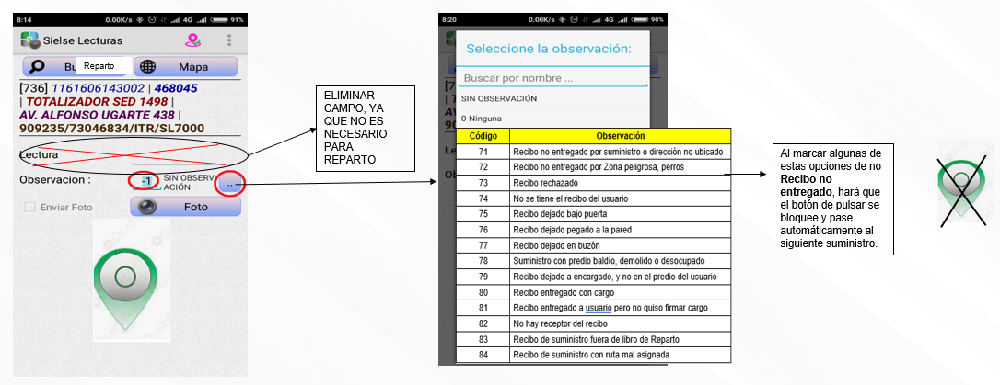 8:14 0.00K/s 4G 91%
Sielse Lecturas
Bu Reparto
Mapa
[736] 1161606143002 | 468045
| TOTALIZADOR SED 1498 |
AV. ALFONSO UGARTE 438 |
909235/73046834/ITR/SL7000
Lectura
Observacion : -1 SIN OBSERV
ACIÓN ..
Enviar Foto Foto
ELIMINAR
CAMPO, YA
QUE NO ES
NECESARIO
PARA
REPARTO
8:20 0.00K/s 4G 90%
Seleccione la observación:
Buscar por nombre ...
SIN OBSERVACIÓN
0-Ninguna
Código Observación
71 Recibo no entregado por suministro o dirección no ubicado
72 Recibo no entregado por Zona peligrosa, perros
73 Recibo rechazado
74 No se tiene el recibo del usuario
75 Recibo dejado bajo puerta
76 Recibo dejado pegado a la pared
77 Recibo dejado en buzón
78 Suministro con predio baldío, demolido o desocupado
79 Recibo dejado a encargado, y no en el predio del usuario
80 Recibo entregado con cargo
81 Recibo entregado a usuario pero no quiso firmar cargo
82 No hay receptor del recibo
83 Recibo de suministro fuera de libro de Reparto
84 Recibo de suministro con ruta mal asignada
Al marcar algunas de
estas opciones de no
Recibo no
entregado, hará que
el botón de pulsar se
bloquee y pase
automáticamente al
siguiente suministro.